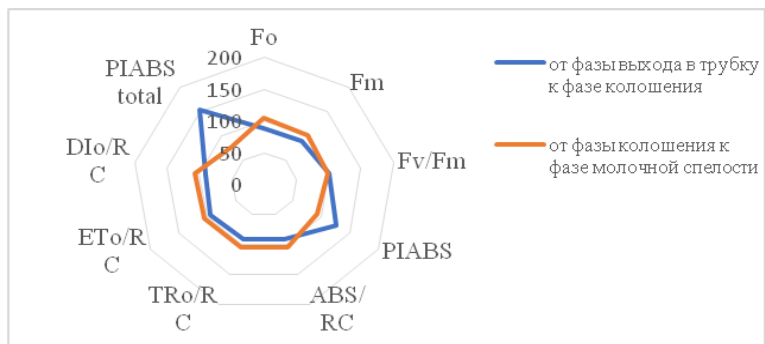 Fo
Fm
Fv/Fm
PIABS
ABS/
RC
TRo/R
C
ETo/R
C
DIo/R
C
PIABS
total
200
150
100
50
0
от фазы выхода в трубку
к фазе колошения
от фазы колошения к
фазе молочной спелости